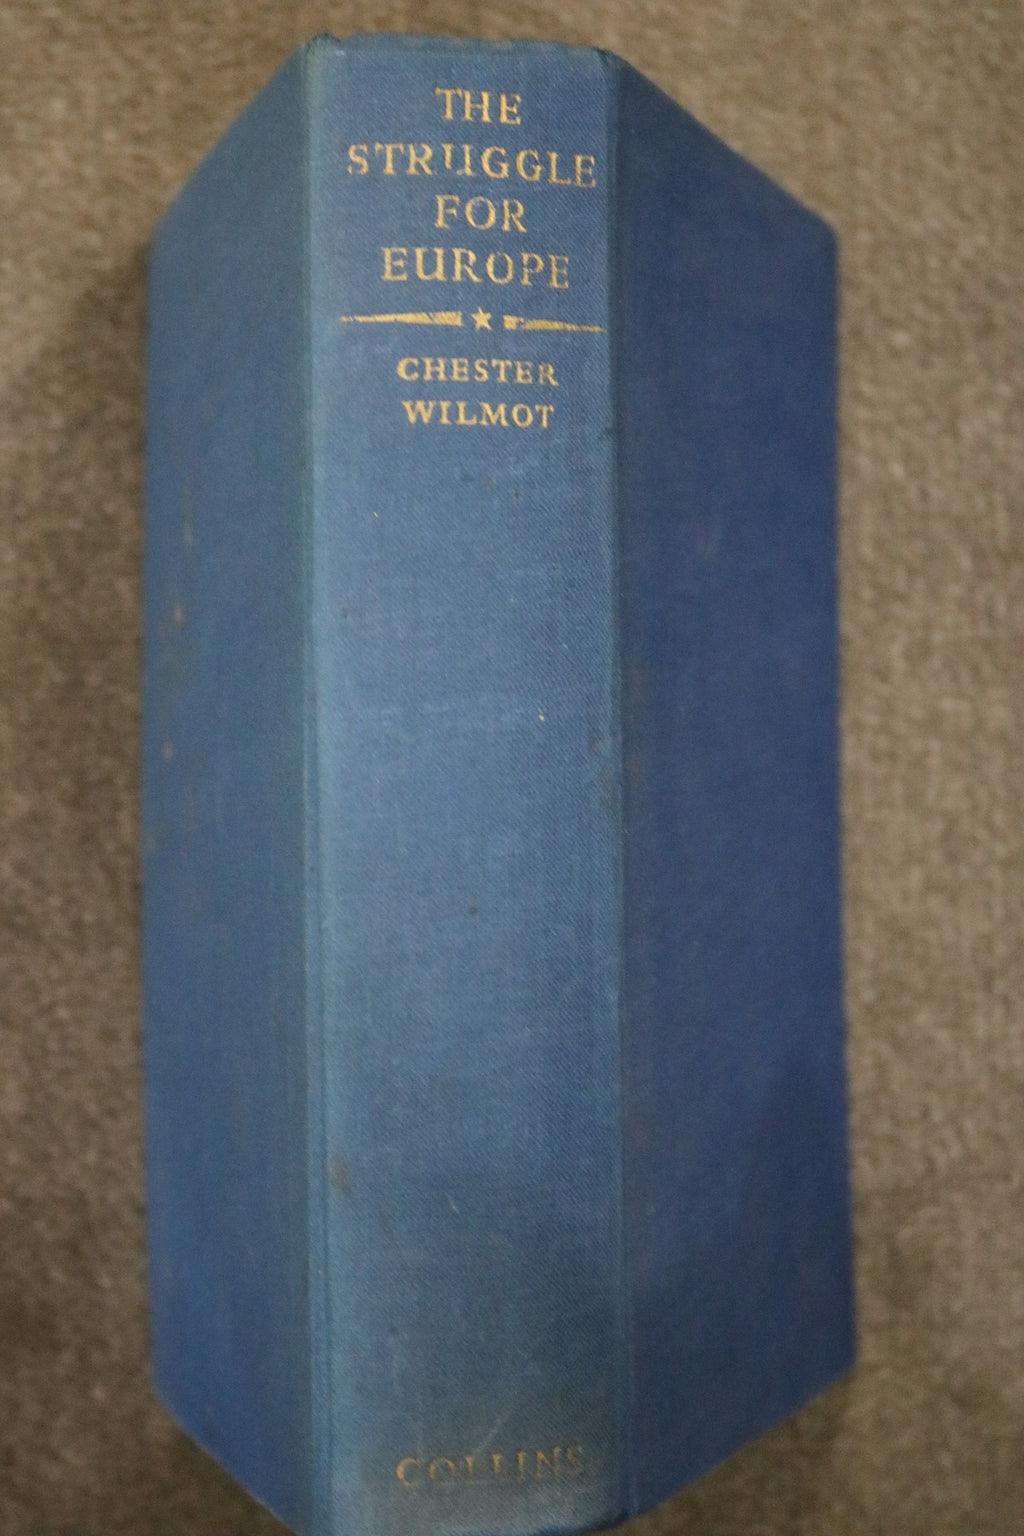 THE
STRUGGLE
FOR
EUROPE
CHESTER
WILMOT
COLLINS